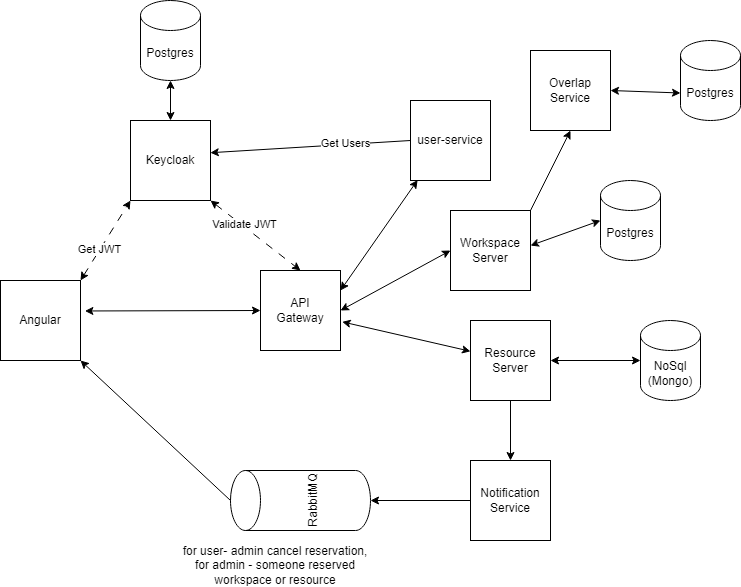 Postgres
Overlap
Service
Postgres
Keycloak
Get Users
user-service
Postgres
Get JWT
Validate JWT
Workspace
Server
Angular
API
Gateway
Resource
Server
NoSql
(Mongo)
Notification
Service
RabbitMQ
for user- admin cancel reservation,
for admin - someone reserved
workspace or resource